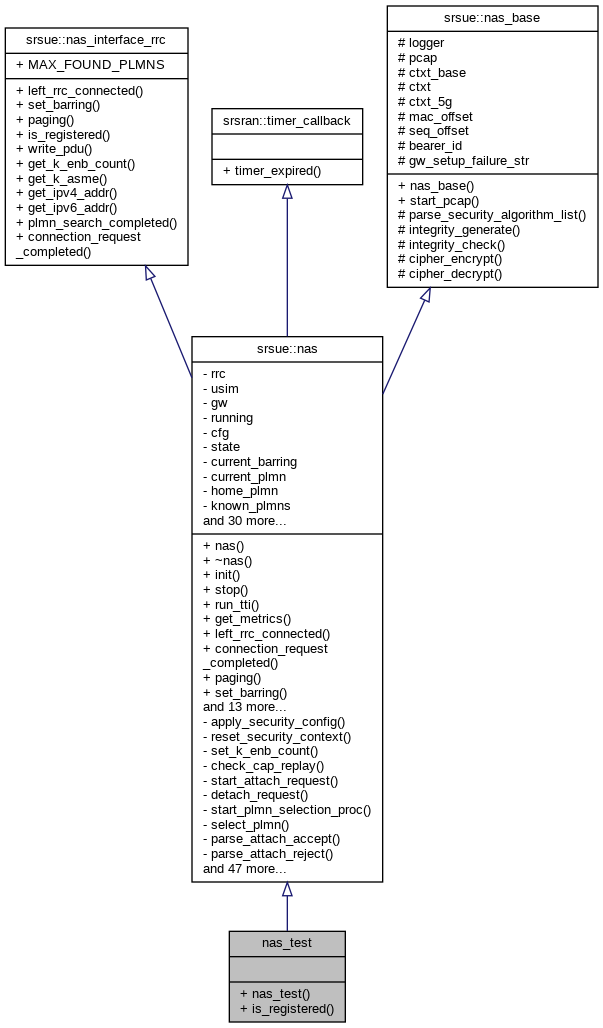 srsue::nas_interface_rrc
+ MAX_FOUND_PLMNS
+ left_rrc_connected()
+ set_barring()
+ paging()
+ is_registered()
+ write_pdu()
+ get_k_enb_count()
+ get_k_asme()
+ get_ipv4_addr()
+ get_ipv6_addr()
+ plmn_search_completed()
+ connection_request
_completed()
srsran::timer_callback
+ timer_expired()
srsue::nas_base
# logger
# pcap
# ctxt_base
# ctxt
# ctxt_5g
# mac_offset
# seq_offset
# bearer_id
# gw_setup_failure_str
+ nas_base()
+ start_pcap()
# parse_security_algorithm_list()
# integrity_generate()
# integrity_check()
# cipher_encrypt()
# cipher_decrypt()
srsue::nas
- rrc
- usim
- gw
- running
- cfg
- state
- current_barring
- current_plmn
- home_plmn
- known_plmns
and 30 more...
+ nas()
+ ~nas()
+ init()
+ stop()
+ run_tti()
+ get_metrics()
+ left_rrc_connected()
+ connection_request
_completed()
+ paging()
+ set_barring()
and 13 more...
- apply_security_config()
- reset_security_context()
- set_k_enb_count()
- check_cap_replay()
- start_attach_request()
- detach_request()
- start_plmn_selection_proc()
- select_plmn()
- parse_attach_accept()
- parse_attach_reject()
and 47 more...
nas_test
+ nas_test()
+ is_registered()